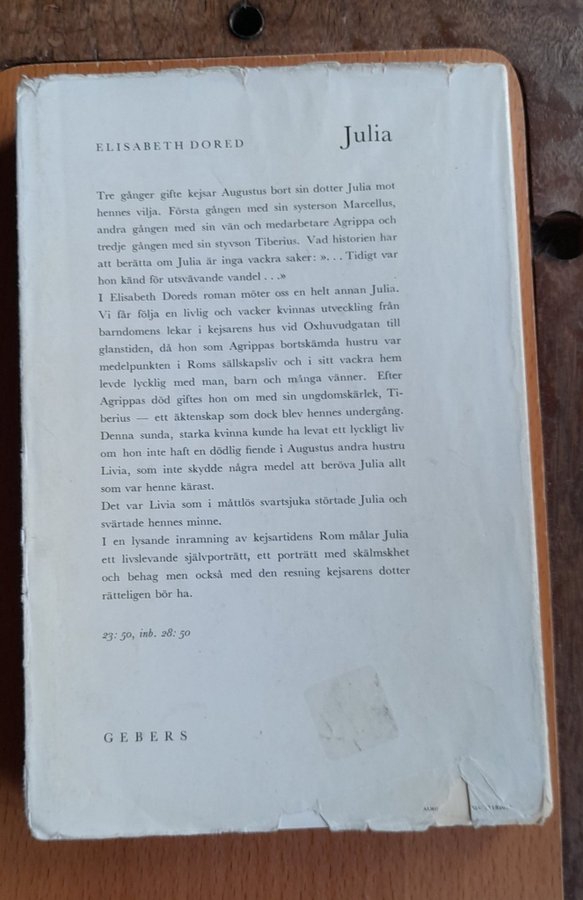 ELISABETH DORED
Julia
Tre gånger gifte kejsar Augustus bort sin dotter Julia mot
hennes vilja. Första gången med sin systerson Marcellus,
andra gången med sin vän och medarbetare Agrippa och
tredje gången med sin styvson Tiberius. Vad historien har
att berätta om Julia är inga vackra saker: »... Tidigt var
hon känd för utsvävande vandel ...»
I Elisabeth Doreds roman möter oss en helt annan Julia.
Vi får följa en livlig och vacker kvinnas utveckling från
barndomens lekar i kejsarens hus vid Oxhuvudgatan till
glanstiden, då hon som Agrippas bortskämda hustru var
medelpunkten i Roms sällskapsliv och i sitt vackra hem
levde lycklig med man, barn och många vänner. Efter
Agrippas död giftes hon om med sin ungdomskärlek, Ti-
berius — ett äktenskap som dock blev hennes undergång.
Denna sunda, starka kvinna kunde ha levat ett lyckligt liv
om hon inte haft en dödlig fiende i Augustus andra hustru
Livia, som inte skydde några medel att beröva Julia allt
som var henne kärast.
Det var Livia som i måttlös svartsjuka störtade Julia och
svärtade hennes minne.
I en lysande inramning av kejsartidens Rom målar Julia
ett livslevande självporträtt, ett porträtt med skälmskhet
och behag men också med den resning kejsarens dotter
rätteligen bör ha.
23: 50, inb. 28: 50
GEBERS